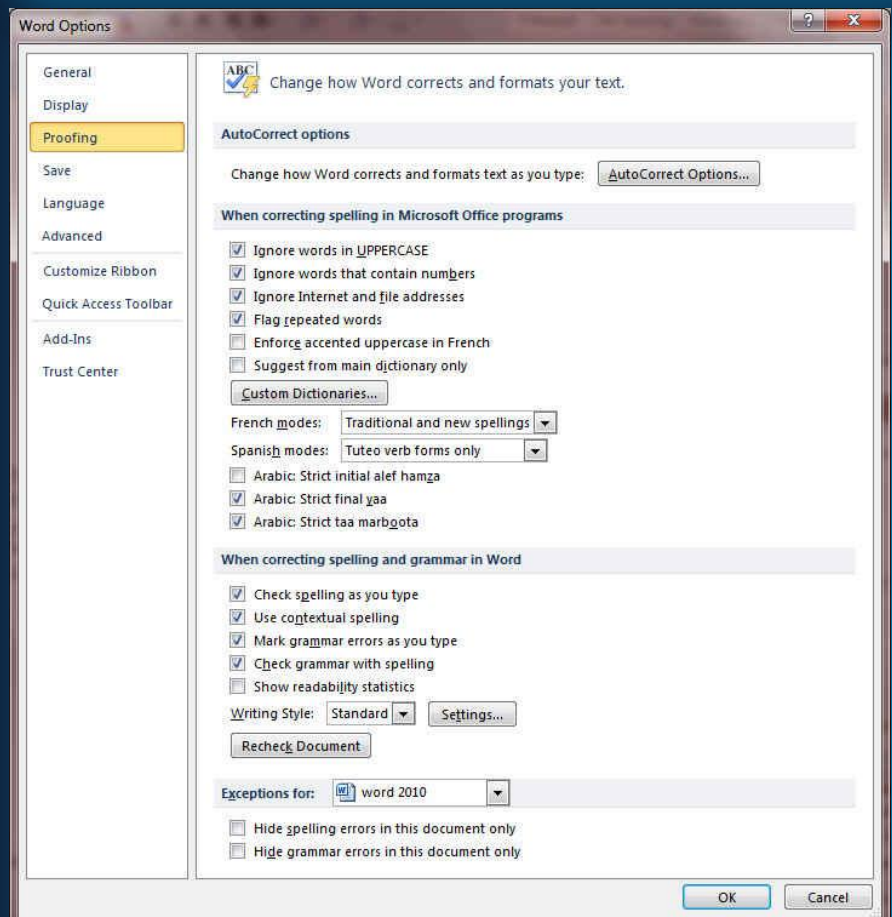 Word Options
General
Display
Proofing
Save
Language
Advanced
Customize Ribbon
Quick Access Toolbar
Add-Ins
Trust Center
ABC
Change how Word corrects and formats your text.
AutoCorrect options
Change how Word corrects and formats text as you type: AutoCorrect Options...
When correcting spelling in Microsoft Office programs
Ignore words in UPPERCASE
Ignore words that contain numbers
Ignore Internet and file addresses
Flag repeated words
Enforce accented uppercase in French
Suggest from main dictionary only
Custom Dictionaries...
French modes: Traditional and new spellings
Spanish modes: Tuteo verb forms only
Arabic: Strict initial alef hamza
Arabic: Strict final yaa
Arabic: Strict taa marboota
When correcting spelling and grammar in Word
Check spelling as you type
Use contextual spelling
Mark grammar errors as you type
Check grammar with spelling
Show readability statistics
Writing Style: Standard Settings...
Recheck Document
Exceptions for: word 2010
Hide spelling errors in this document only
Hide grammar errors in this document only
OK Cancel